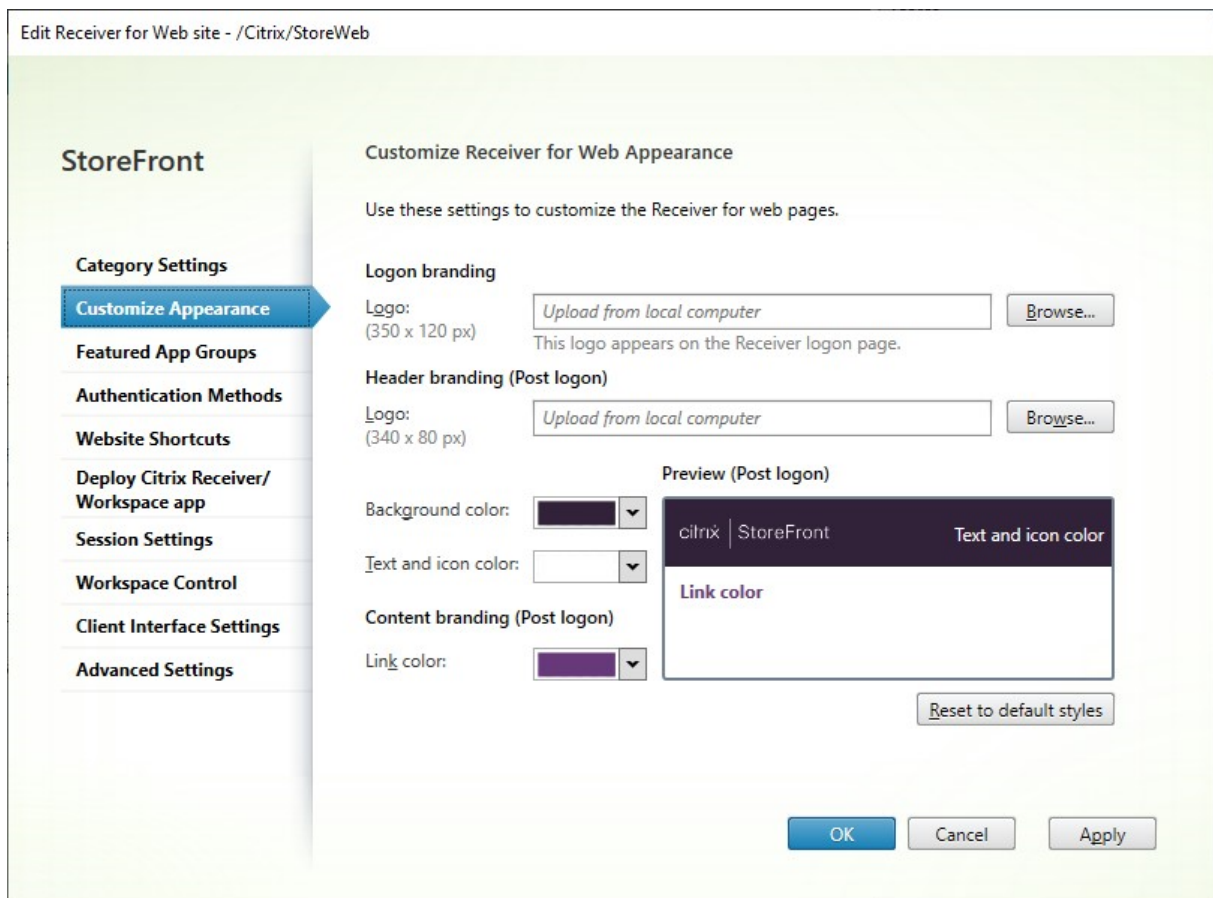 Edit Receiver for Web site - /Citrix/StoreWeb
StoreFront
Category Settings
Customize Appearance
Featured App Groups
Authentication Methods
Website Shortcuts
Deploy Citrix Receiver/
Workspace app
Session Settings
Workspace Control
Client Interface Settings
Advanced Settings
Customize Receiver for Web Appearance
Use these settings to customize the Receiver for web pages.
Logon branding
Logo:
(350 x 120 px)
Upload from local computer
Browse...
This logo appears on the Receiver logon page.
Header branding (Post logon)
Logo:
(340 x 80 px)
Upload from local computer
Browse...
Background color:
Text and icon color:
Preview (Post logon)
citrix | StoreFront
Text and icon color
Link color
Content branding (Post logon)
Link color:
Reset to default styles
OK
Cancel
Apply